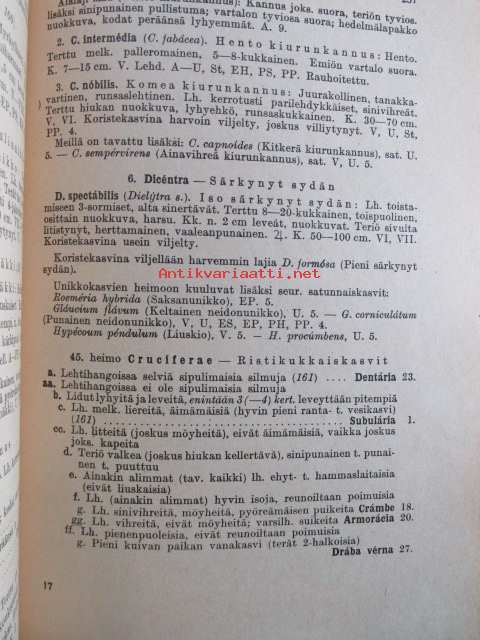 lisäksi sinipunainen pullistuma; vartalon tyviosa suora; hedelmälapakko
nuokkuva, kodat peräänsä lyhyemmät. A. 9.
2. C. intermédia (C. fabácea). Hento kiurunkannus: Hento.
Terttu melk. palleromainen, 5—8-kukkainen. Emiön vartalo suora.
K. 7—15 cm. V. Lehd. A—U, St, EH, PS, PP. Rauhoitettu.
3. C. nóbilis. Komea kiurunkannus: Juurakollinen, tanakka-
vartinen, runsaslehtinen. Lh. kerrotusti parilehdykkäiset, sinivihreät.
Terttu hiukan nuokkuva, lyhyehkö, runsaskukkainen. K. 30—70 cm.
V, VI. Koristekasvina harvoin viljelty, joskus villiytynyt. V, U, St,
PP. 4.
Meillä on tavattu lisäksi: C. capnoides (Kitkerä kiurunkannus), sat. U.
5. — C. sempérvirens (Ainavihreä kiurunkannus), sat. V, U. 5.
6. Dicéntra — Särkynyt sydän
D. spectábilis (Dielýtra s.). Iso särkynyt sydän: Lh. toista-
miseen 3-sormiset, alta sinertävät. Terttu 8—20-kukkainen, toispuolinen,
osittain nuokkuva, harsu. Kk. n. 2 cm leveät, nuokkuvat. Teriö sivuilta
litistynyt, herttamainen, vaaleanpunainen. ♃. K. 50—100 cm. VI, VII.
Koristekasvina usein viljelty.
Koristekasvina viljellään harvemmin lajia D. formósa (Pieni särkynyt
sydän).
Antikvariaatti.net
Unikkokasvien heimoon kuuluvat lisäksi seur. satunnaiskasvit:
Roeméria hybrida (Saksanunikko), EP. 5.
Gláucium flávum (Keltainen neidonunikko), U. 5. — G. corniculátum
(Punainen neidonunikko), V, U, ES, EP, PH, PP. 4.
Hypécoum péndulum (Liuskio), V. 5. — H. procúmbens, U. 5.
45. heimo Crucíferae — Ristikukkaiskasvit
a. Lehtihangoissa selviä sipulimaisia silmuja (161) .... Dentária 23.
aa. Lehtihangoissa ei ole sipulimaisia silmuja
b. Lidut lyhyitä ja leveitä, enintään 3 (—4) kert. leveyttään pitempiä
c. Lh. melk. liereitä, äimämäisiä (hyvin pieni ranta- t. vesikasvi)
(161) ........ Subulária 1.
cc. Lh. litteitä (joskus möyheitä), eivät äimämäisiä, vaikka joskus
joks. kapeita
d. Teriö valkea (joskus hiukan kellertävä), sinipunainen t. punai-
nen t. puuttuu
e. Ainakin alimmat (tav. kaikki) lh. ehyt- t. hammaslaitaisia
(eivät liuskaisia)
f. Lh. (ainakin alimmat) hyvin isoja, reunoiltaan poimuisia
g. Lh. sinivihreitä, möyheitä, pyöreämäisen puikeita Crámbe 18.
gg. Lh. vihreitä, eivät möyheitä; varsilh. suikeita Armorácia 20.
ff. Lh. pienenpuoleisia, eivät reunoiltaan poimuisia
g. Pieni kuivan paikan vanakasvi (terät 2-halkoisia)
Drába vérna 27.
17